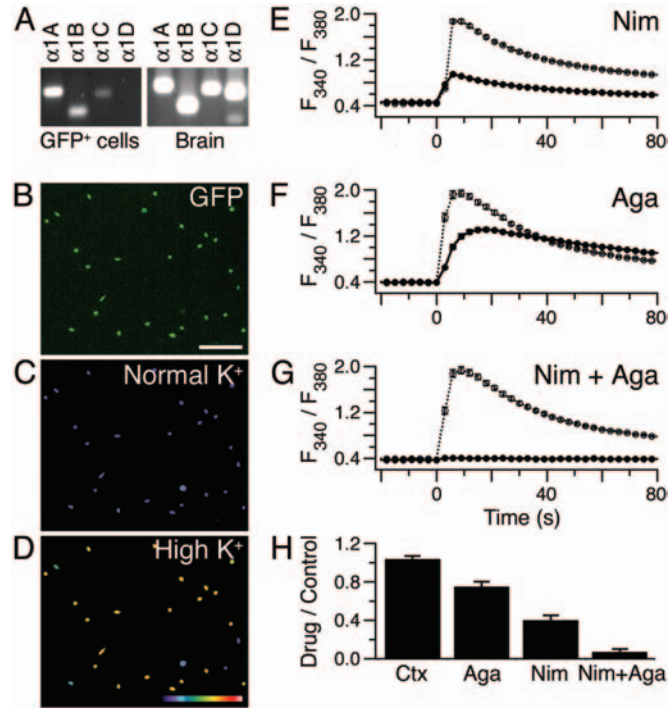 A
α1A α1B α1C α1D α1A α1B α1C α1D
GFP⁺ cells Brain
B
GFP
C
Normal K⁺
D
High K⁺
E
Nim
F₃₄₀ / F₃₈₀
2.0
1.2
0.4
0 40 80
F
Aga
F₃₄₀ / F₃₈₀
2.0
1.2
0.4
0 40 80
G
Nim + Aga
F₃₄₀ / F₃₈₀
2.0
1.2
0.4
0 40 80
Time (s)
H
Drug / Control
1.2
0.8
0.4
0.0
Ctx Aga Nim Nim+Aga